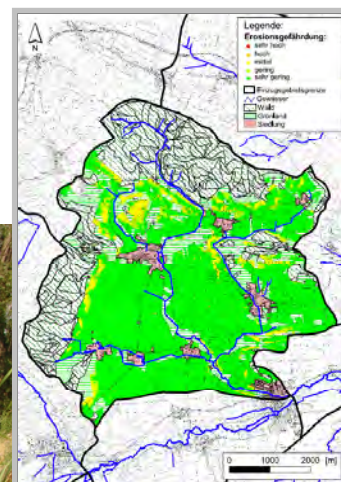 N
Legende:
Erosionsgefährdung:
sehr hoch
hoch
mittel
gering
sehr gering
Einzugsgebietsgrenze
Gewässer
Wald
Grünland
Siedlung
0 1000 2000 [m]